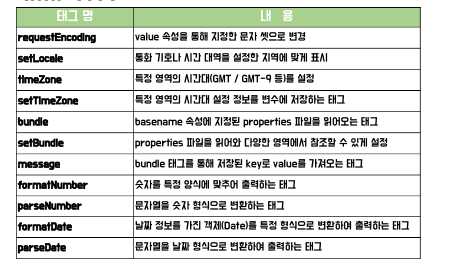 태그 명 내 용
requestEncoding value 속성을 통해 지정한 문자 셋으로 변경
setLocale 통화 기호나 시간 대역을 설정한 지역에 맞게 표시
timeZone 특정 영역의 시간대(GMT / GMT-9 등)를 설정
setTimeZone 특정 영역의 시간대 설정 정보를 변수에 저장하는 태그
bundle basename 속성에 지정된 properties 파일을 읽어오는 태그
setBundle properties 파일을 읽어와 다양한 영역에서 참조할 수 있게 설정
message bundle 태그를 통해 저장된 key로 value를 가져오는 태그
formatNumber 숫자를 특정 양식에 맞추어 출력하는 태그
parseNumber 문자열을 숫자 형식으로 변환하는 태그
formatDate 날짜 정보를 가진 객체(Date)를 특정 형식으로 변환하여 출력하는 태그
parseDate 문자열을 날짜 형식으로 변환하여 출력하는 태그